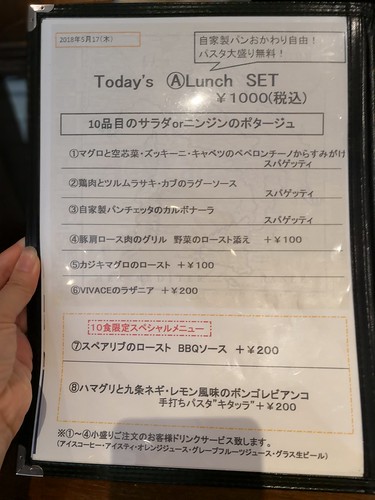 2018年5月17(木)
自家製パンおかわり自由！
パスタ大盛り無料！
Today's ⒶLunch SET
￥1000(税込)
10品目のサラダorニンジンのポタージュ
①マグロと空芯菜・ズッキーニ・キャベツのペペロンチーノからすみがけ
スパゲッティ
②鶏肉とツルムラサキ・カブのラグーソース
スパゲッティ
③自家製パンチェッタのカルボナーラ
スパゲッティ
④豚肩ロース肉のグリル 野菜のロースト添え ＋￥100
⑤カジキマグロのロースト ＋￥100
⑥VIVACEのラザニア ＋￥200
10食限定スペシャルメニュー
⑦スペアリブのロースト BBQソース ＋￥200
⑧ハマグリと九条ネギ・レモン風味のボンゴレビアンコ
手打ちパスタ"キタッラ"＋￥200
※①～④小盛りご注文のお客様ドリンクサービス致します。
(アイスコーヒー・アイスティ・オレンジジュース・グレープフルーツジュース・グラス生ビール)